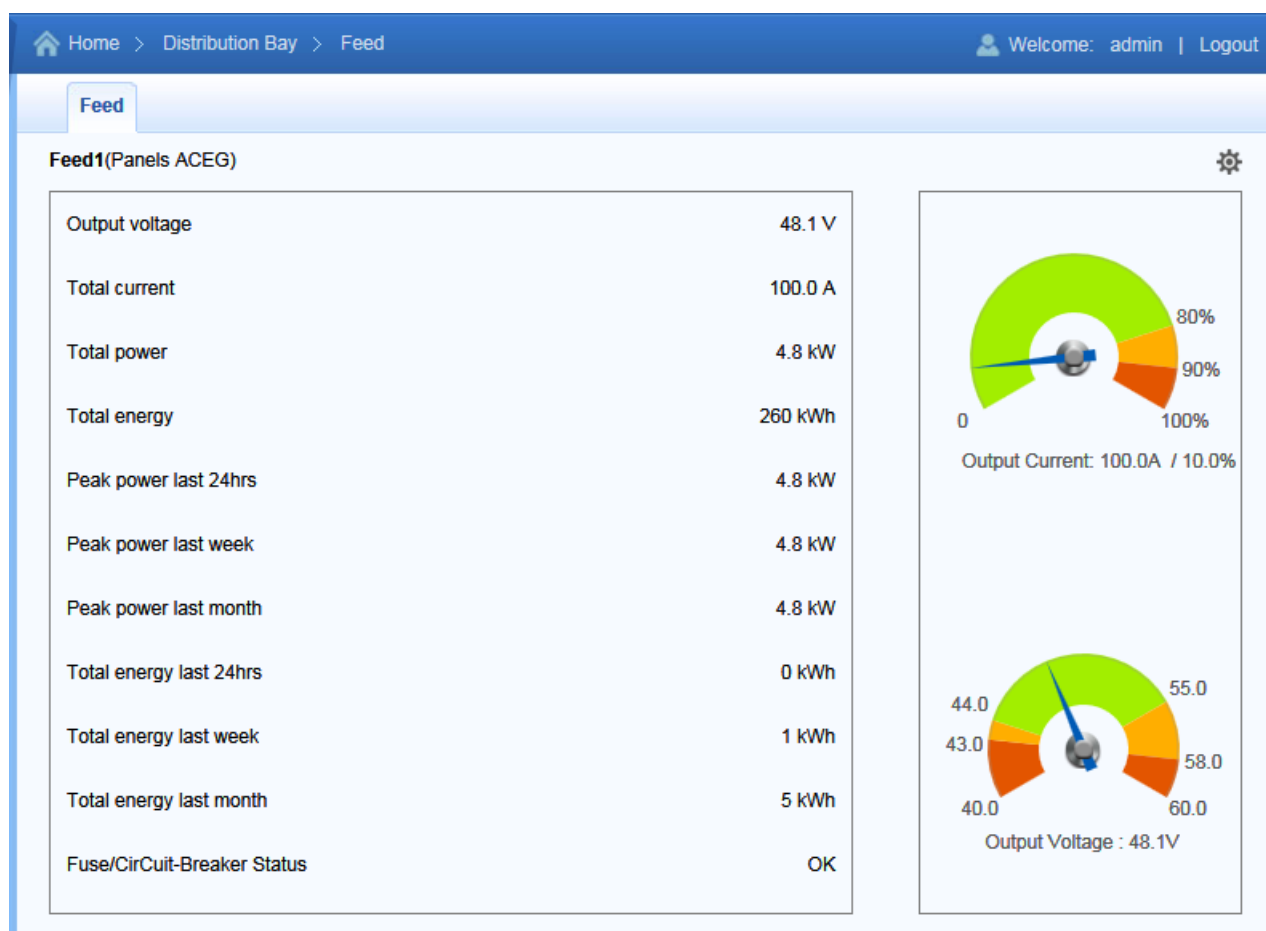 Home > Distribution Bay > Feed Welcome: admin | Logout
Feed
Feed1(Panels ACEG)
Output voltage 48.1 V
Total current 100.0 A
Total power 4.8 kW
Total energy 260 kWh
Peak power last 24hrs 4.8 kW
Peak power last week 4.8 kW
Peak power last month 4.8 kW
Total energy last 24hrs 0 kWh
Total energy last week 1 kWh
Total energy last month 5 kWh
Fuse/CirCuit-Breaker Status OK
80%
90%
0 100%
Output Current: 100.0A / 10.0%
55.0
44.0
43.0
58.0
40.0 60.0
Output Voltage : 48.1V